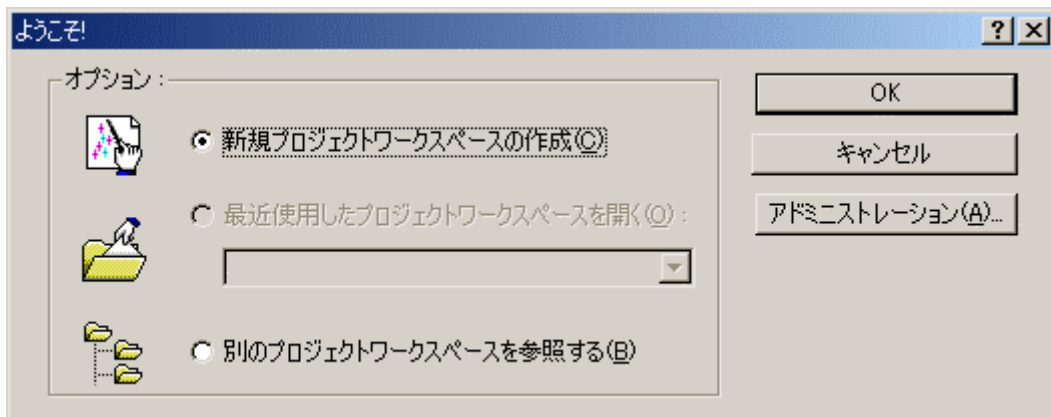 ようこそ!
オプション :
新規プロジェクトワークスペースの作成(C)
最近使用したプロジェクトワークスペースを開く(O) :
別のプロジェクトワークスペースを参照する(B)
OK
キャンセル
アドミニストレーション(A)...